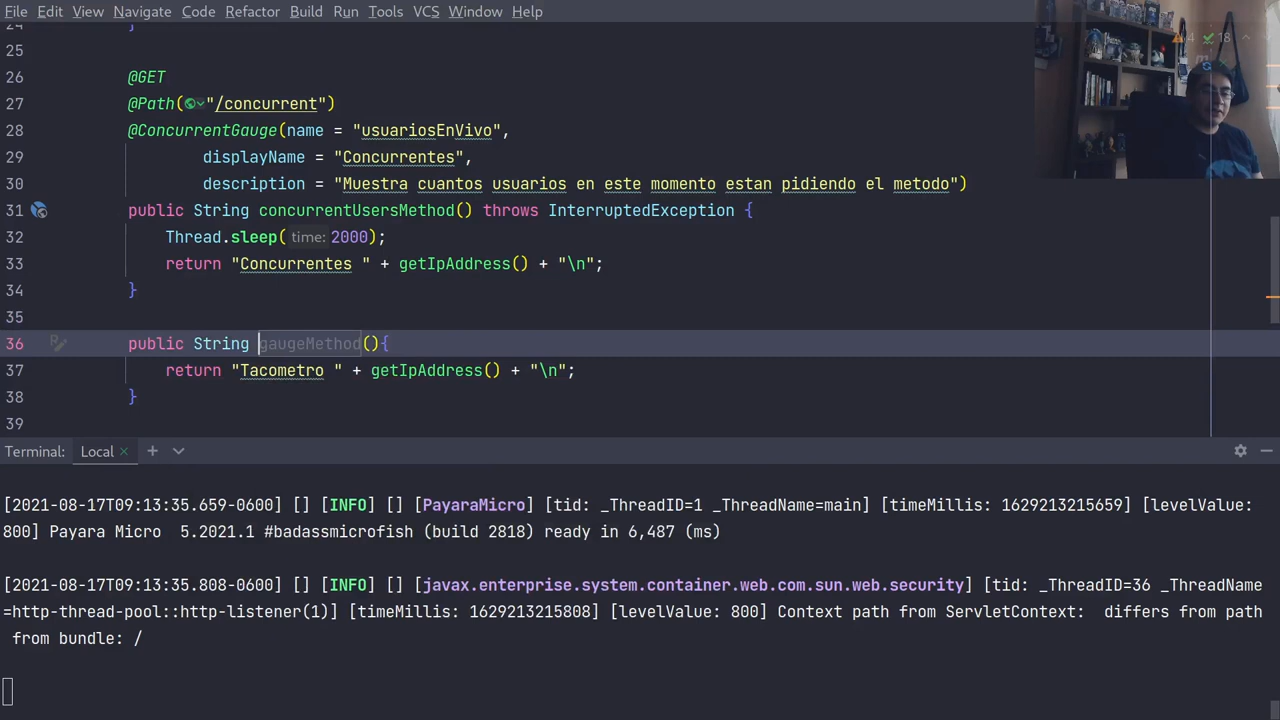 File Edit View Navigate Code Refactor Build Run Tools VCS Window Help
24 }
4 18
25
26 @GET
27 @Path("/concurrent")
28 @ConcurrentGauge(name = "usuariosEnVivo",
29 displayName = "Concurrentes",
30 description = "Muestra cuantos usuarios en este momento estan pidiendo el metodo")
31 public String concurrentUsersMethod() throws InterruptedException {
32 Thread.sleep( time: 2000);
33 return "Concurrentes " + getIpAddress() + "\n";
34 }
35
36 public String gaugeMethod(){
37 return "Tacometro " + getIpAddress() + "\n";
38 }
39
Terminal: Local × +
[2021-08-17T09:13:35.659-0600] [] [INFO] [] [PayaraMicro] [tid: _ThreadID=1 _ThreadName=main] [timeMillis: 1629213215659] [levelValue:
800] Payara Micro  5.2021.1 #badassmicrofish (build 2818) ready in 6,487 (ms)
[2021-08-17T09:13:35.808-0600] [] [INFO] [] [javax.enterprise.system.container.web.com.sun.web.security] [tid: _ThreadID=36 _ThreadName
=http-thread-pool::http-listener(1)] [timeMillis: 1629213215808] [levelValue: 800] Context path from ServletContext:  differs from path
from bundle: /